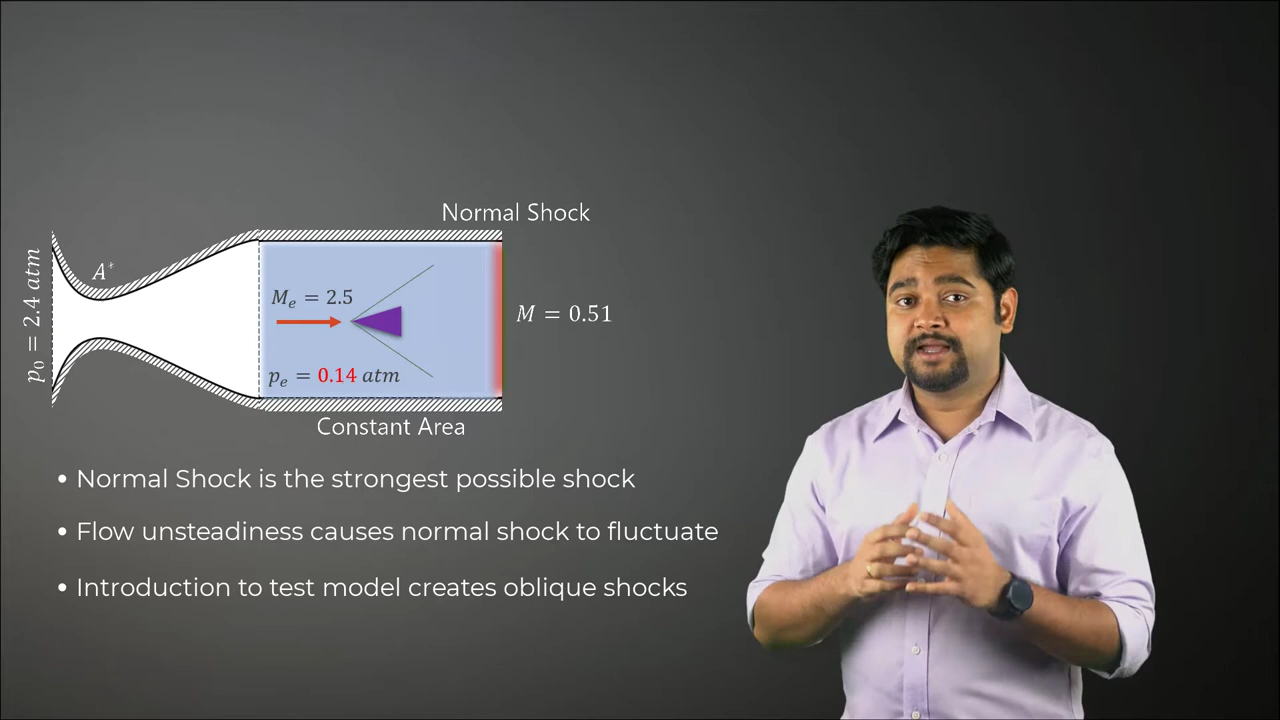 Normal Shock
p₀ = 2.4 atm
A*
Mₑ = 2.5
M = 0.51
pₑ = 0.14 atm
Constant Area
• Normal Shock is the strongest possible shock
• Flow unsteadiness causes normal shock to fluctuate
• Introduction to test model creates oblique shocks